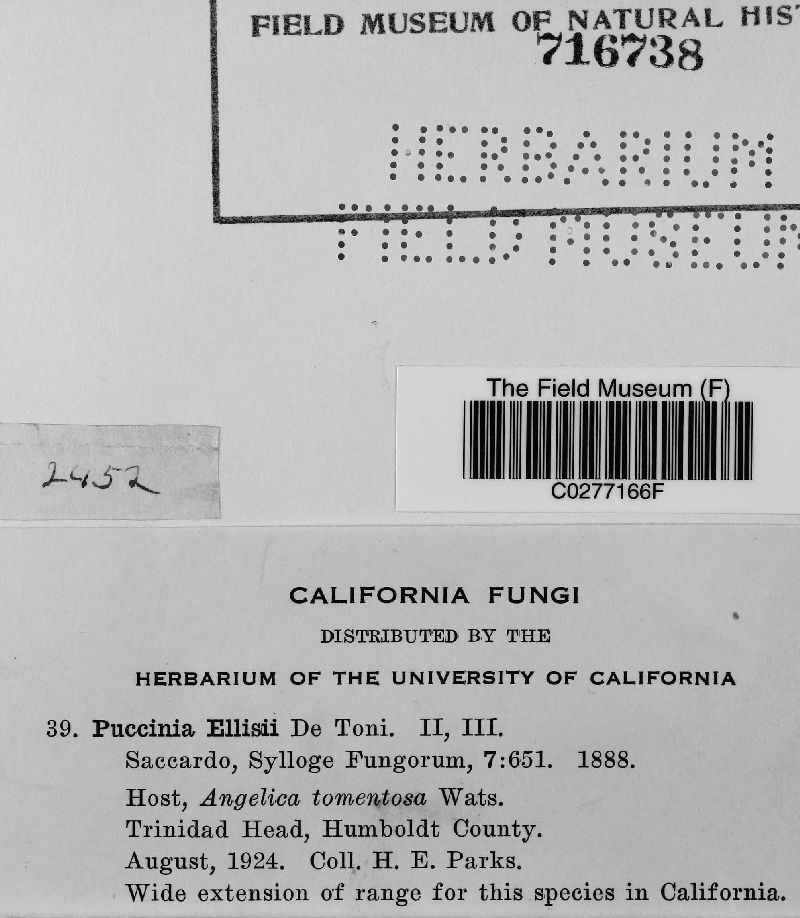 FIELD MUSEUM OF NATURAL HIST
716738
HERBARIUM
FIELD MUSEUM
The Field Museum (F)
C0277166F
2452
CALIFORNIA FUNGI
DISTRIBUTED BY THE
HERBARIUM OF THE UNIVERSITY OF CALIFORNIA
39. Puccinia Ellisii De Toni. II, III.
Saccardo, Sylloge Fungorum, 7:651. 1888.
Host, Angelica tomentosa Wats.
Trinidad Head, Humboldt County.
August, 1924. Coll. H. E. Parks.
Wide extension of range for this species in California.